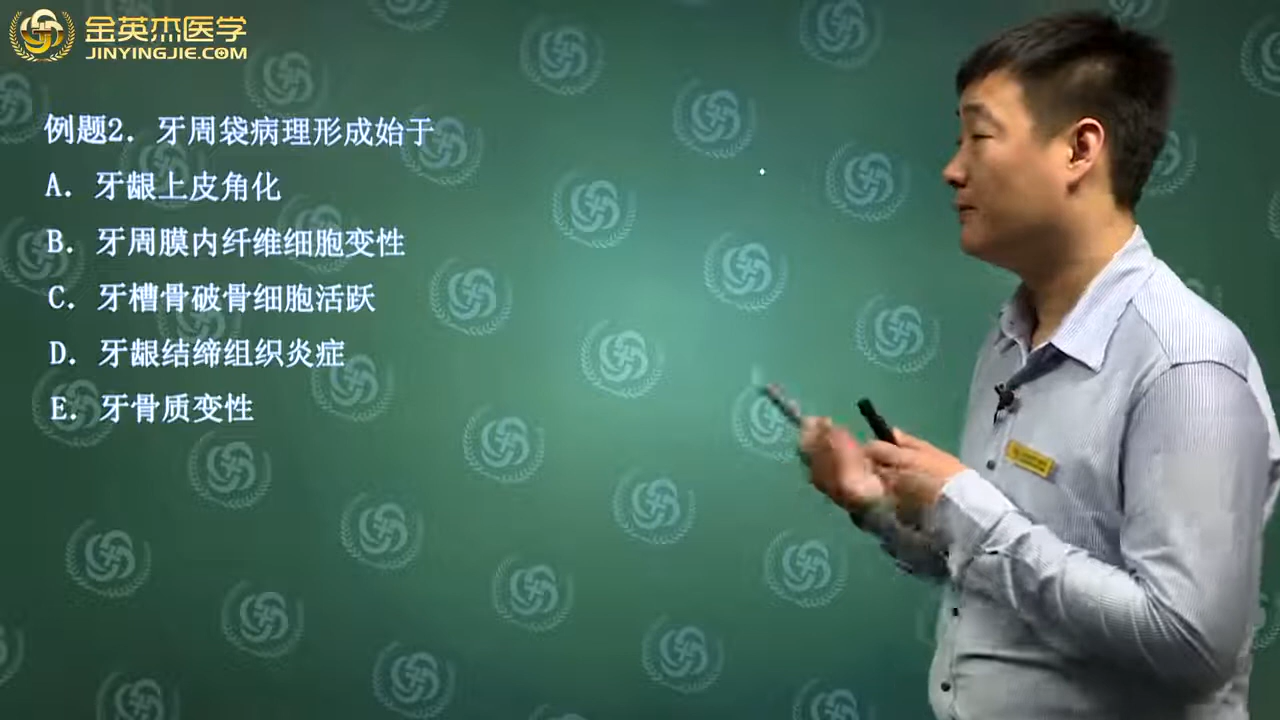 金英杰医学
JINYINGJIE.COM
例题2. 牙周袋病理形成始于
A. 牙龈上皮角化
B. 牙周膜内纤维细胞变性
C. 牙槽骨破骨细胞活跃
D. 牙龈结缔组织炎症
E. 牙骨质变性